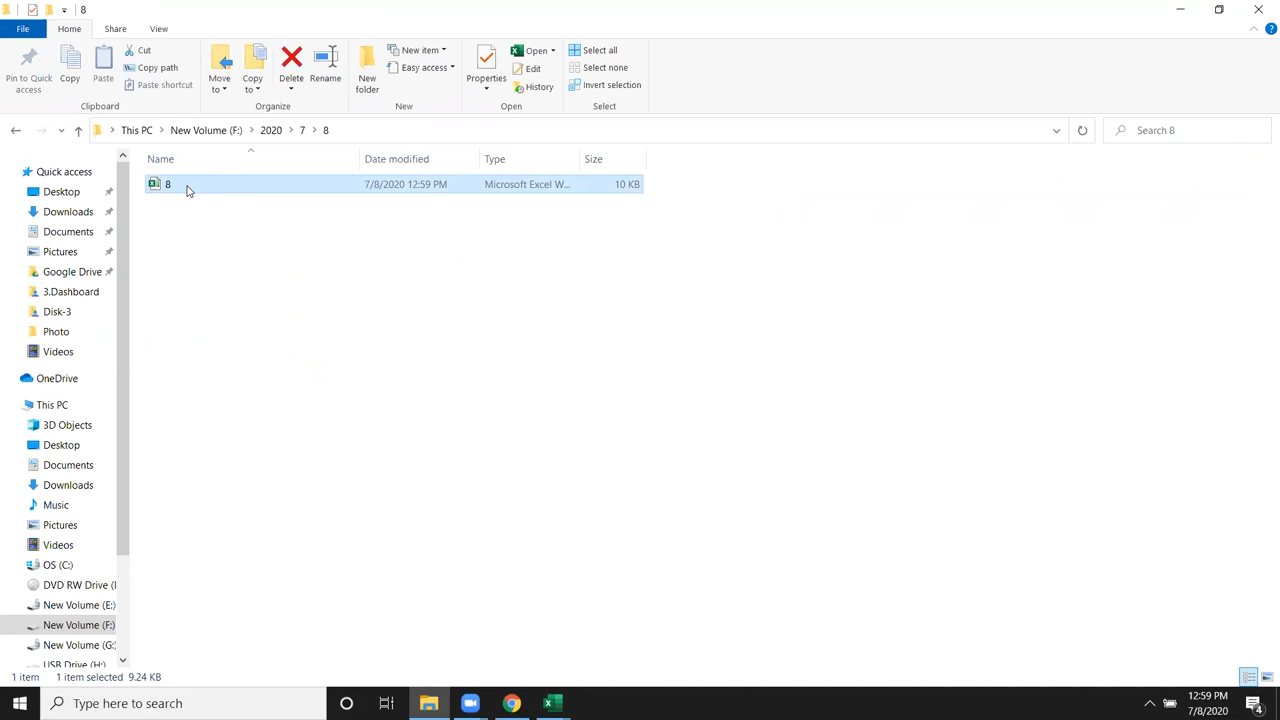 8
File Home Share View
Pin to Quick access
Copy
Paste
Cut
Copy path
Paste shortcut
Clipboard
Move to
Copy to
Delete
Rename
Organize
New folder
New item
Easy access
New
Properties
Open
Edit
History
Open
Select all
Select none
Invert selection
Select
This PC > New Volume (F:) > 2020 > 7 > 8
Search 8
Name Date modified Type Size
8 7/8/2020 12:59 PM Microsoft Excel W... 10 KB
Quick access
Desktop
Downloads
Documents
Pictures
Google Drive
3.Dashboard
Disk-3
Photo
Videos
OneDrive
This PC
3D Objects
Desktop
Documents
Downloads
Music
Pictures
Videos
OS (C:)
DVD RW Drive (
New Volume (E:)
New Volume (F:)
New Volume (G:)
USB Drive (H:)
1 item 1 item selected 9.24 KB
Type here to search
12:59 PM
7/8/2020
4